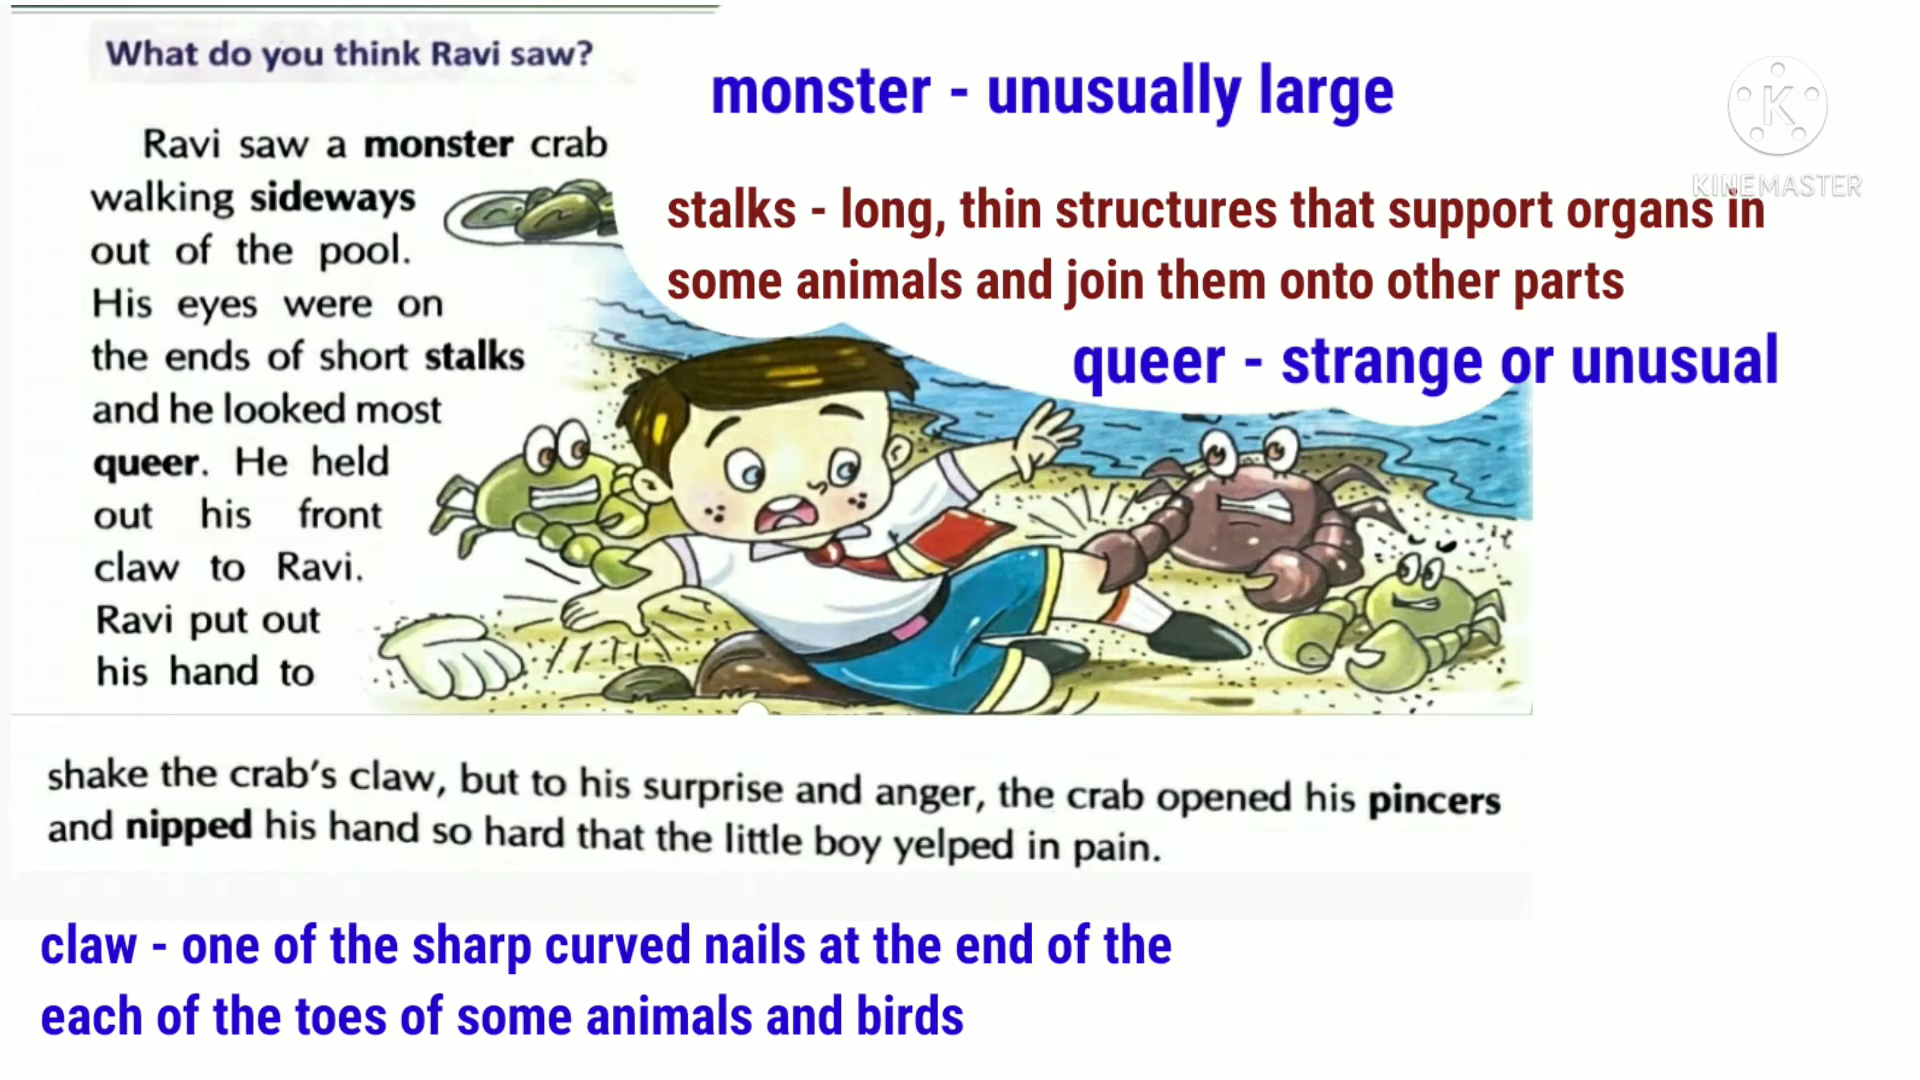 What do you think Ravi saw?
monster - unusually large
K
KINEMASTER
Ravi saw a monster crab
walking sideways
out of the pool.
His eyes were on
the ends of short stalks
and he looked most
queer. He held
out his front
claw to Ravi.
Ravi put out
his hand to
stalks - long, thin structures that support organs in
some animals and join them onto other parts
queer - strange or unusual
shake the crab's claw, but to his surprise and anger, the crab opened his pincers
and nipped his hand so hard that the little boy yelped in pain.
claw - one of the sharp curved nails at the end of the
each of the toes of some animals and birds